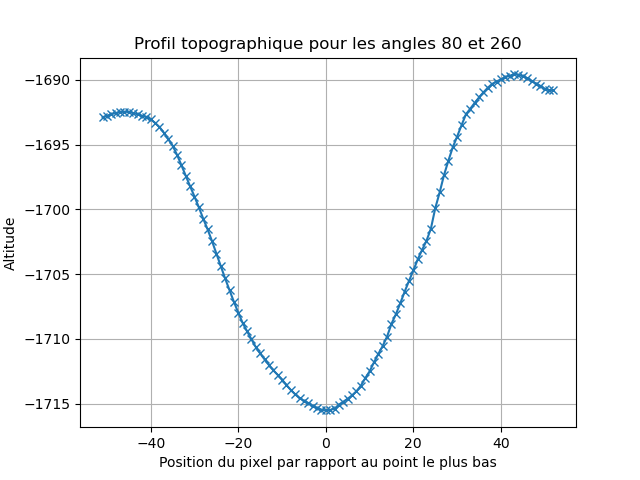 Profil topographique pour les angles 80 et 260
−1690
−1695
−1700
−1705
−1710
−1715
Altitude
−40 −20 0 20 40
Position du pixel par rapport au point le plus bas